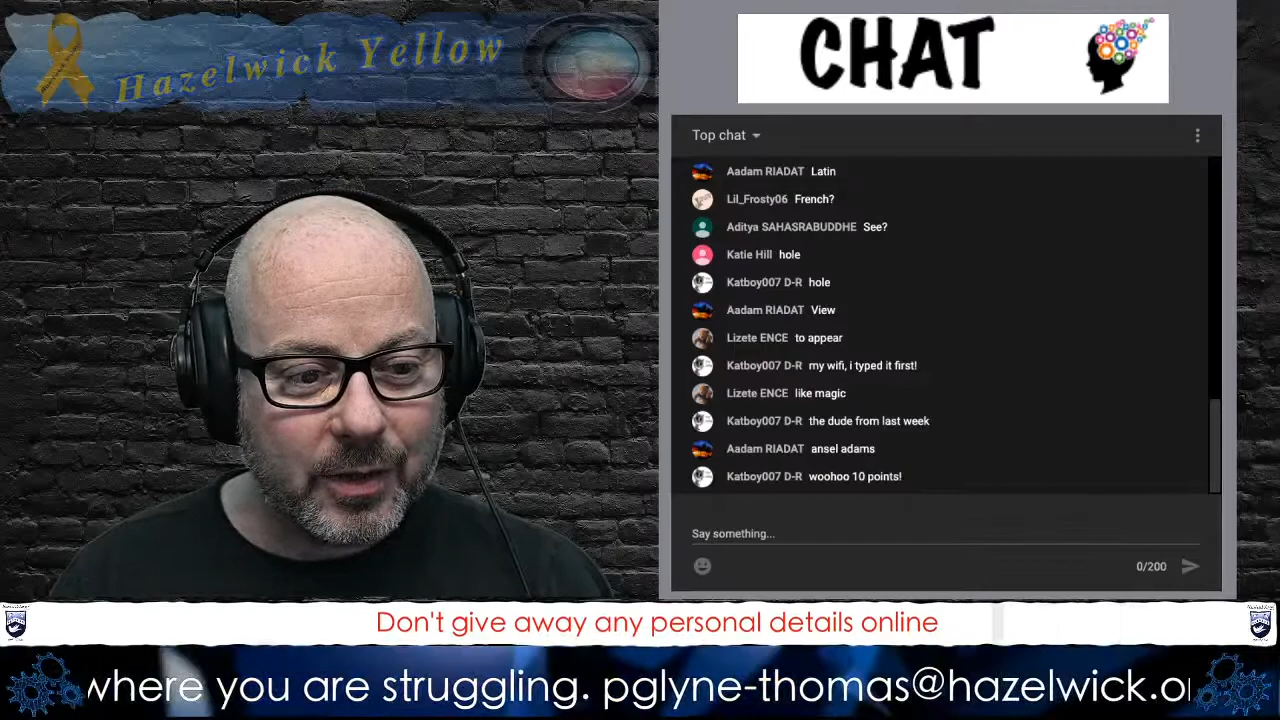 Hazelwick Yellow
CHAT
Top chat
Aadam RIADAT Latin
Lil_Frosty06 French?
Aditya SAHASRABUDDHE See?
Katie Hill hole
Katboy007 D-R hole
Aadam RIADAT View
Lizete ENCE to appear
Katboy007 D-R my wifi, i typed it first!
Lizete ENCE like magic
Katboy007 D-R the dude from last week
Aadam RIADAT ansel adams
Katboy007 D-R woohoo 10 points!
Say something...
0/200
Don't give away any personal details online
where you are struggling. pglyne-thomas@hazelwick.o